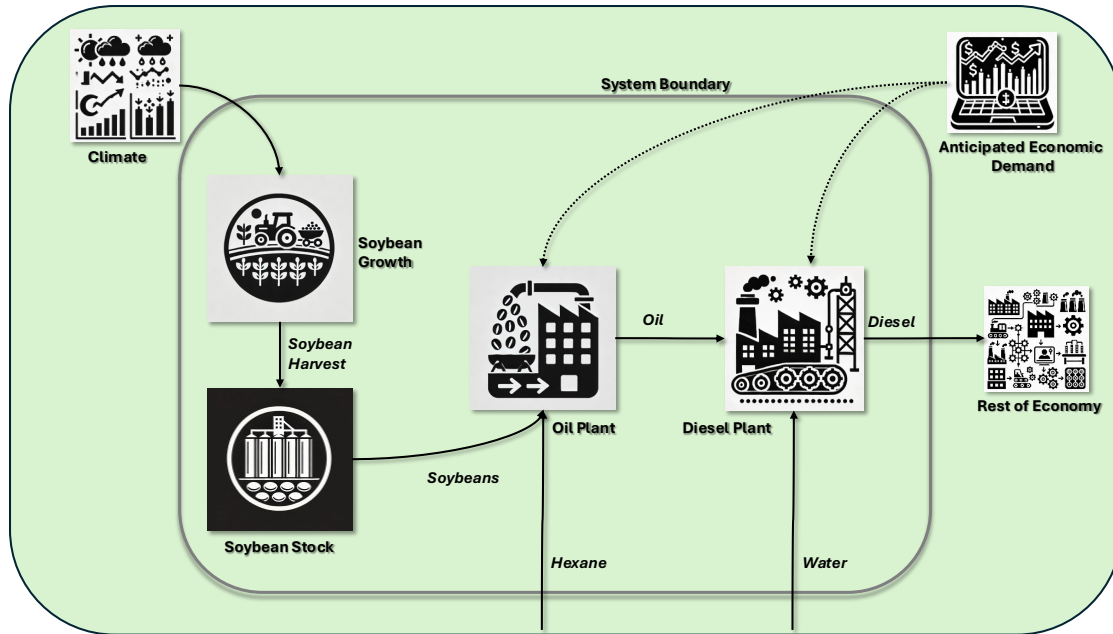 System Boundary
Climate
Anticipated Economic
Demand
Soybean
Growth
Soybean
Harvest
Oil
Diesel
Oil Plant
Diesel Plant
Rest of Economy
Soybeans
Soybean Stock
Hexane
Water